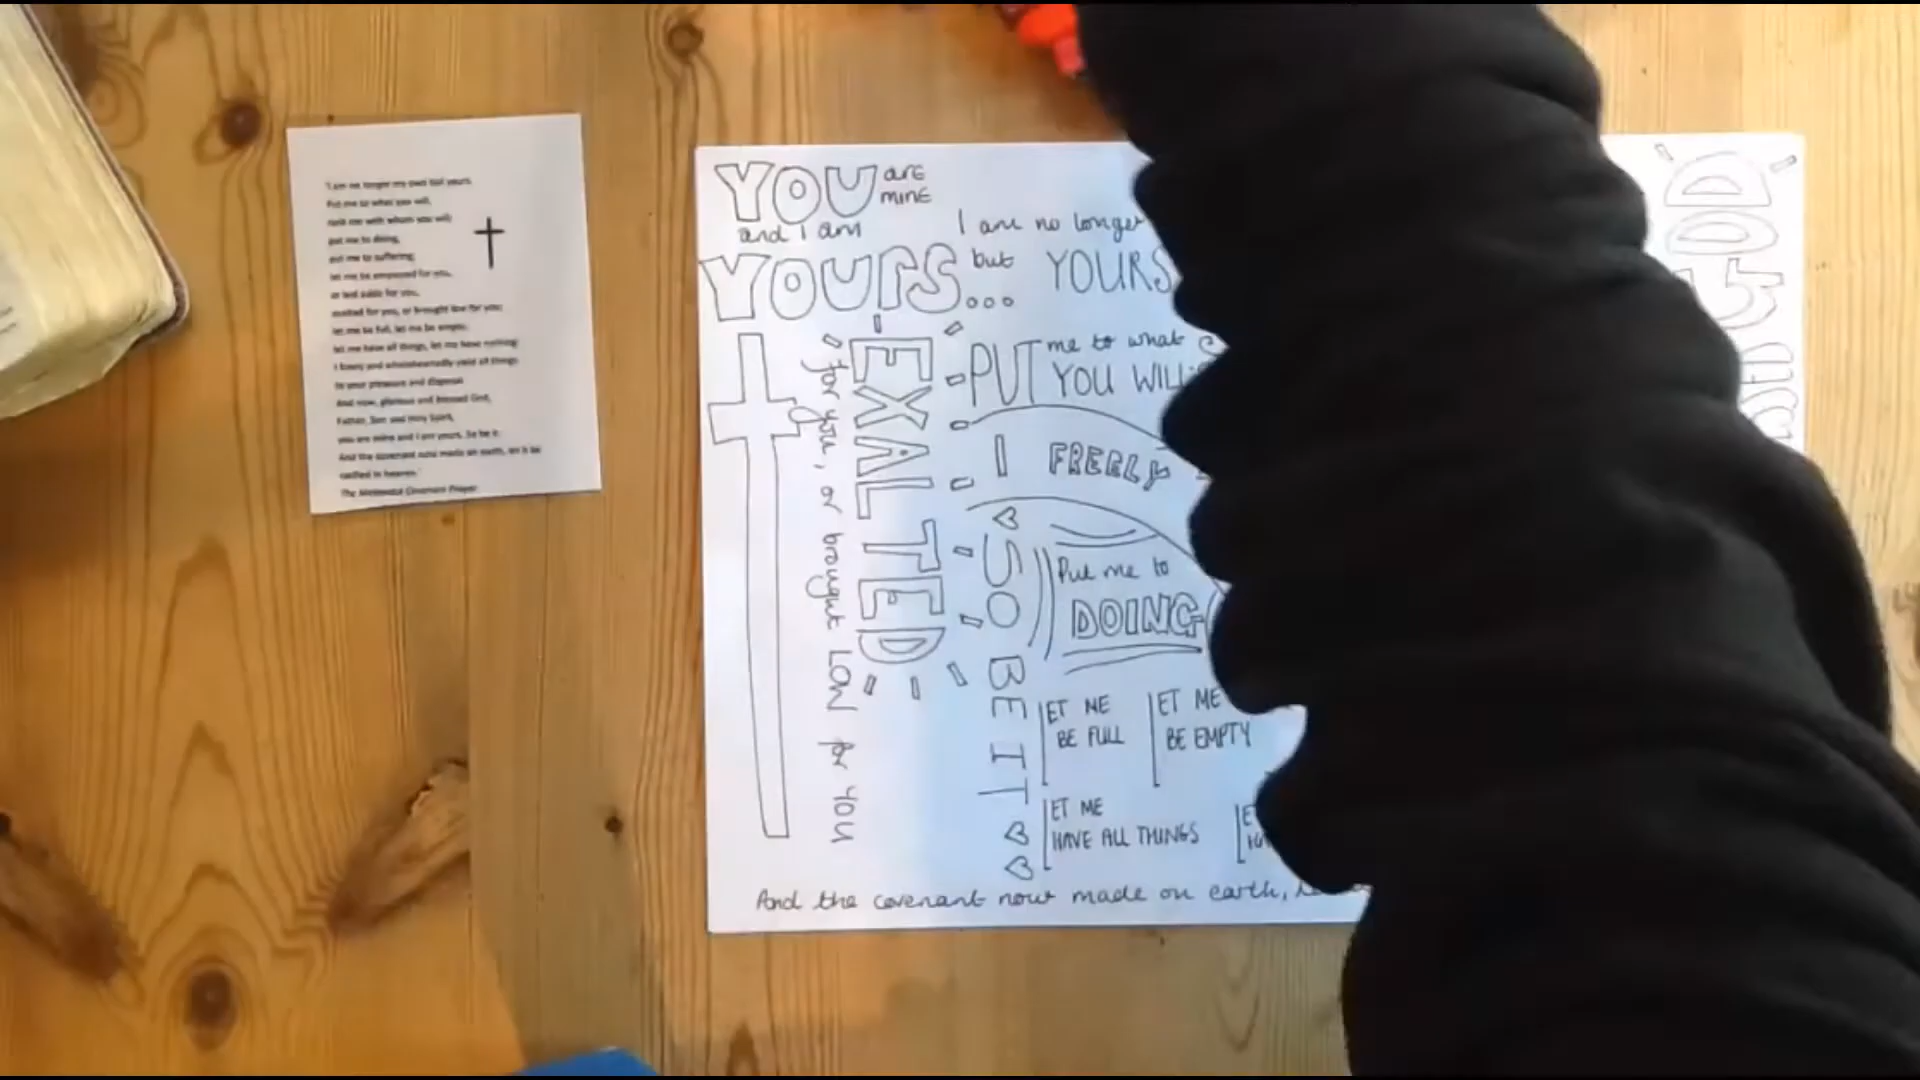 'I am no longer my own but yours.
Put me to what you will,
rank me with whom you will;
put me to doing,
put me to suffering;
let me be employed for you,
or laid aside for you,
exalted for you, or brought low for you;
let me be full, let me be empty,
let me have all things, let me have nothing:
I freely and wholeheartedly yield all things
to your pleasure and disposal.
And now, glorious and blessed God,
Father, Son and Holy Spirit,
you are mine and I am yours. So be it.
And the covenant now made on earth, let it be
ratified in heaven.'
The Methodist Covenant Prayer
YOU are
mine
and I am
YOURS...
I am no longer
but YOURS
PUT me to what
YOU WILL
I FREELY
EXALTED
for you, or brought LOW for YOU
SO BE IT
Put me to
DOING
LET ME
BE FULL
LET ME
BE EMPTY
LET ME
HAVE ALL THINGS
And the covenant now made on earth,